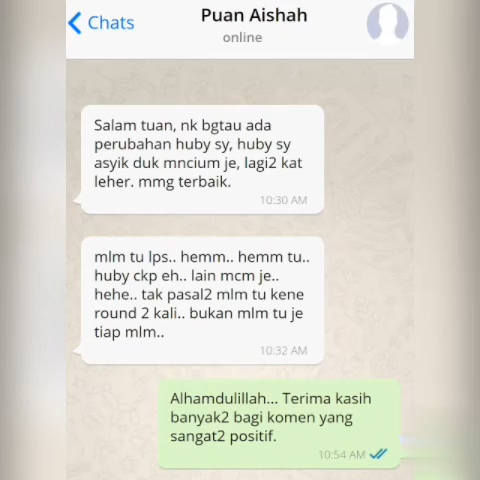 Chats
Puan Aishah
online
Salam tuan, nk bgtau ada
perubahan huby sy, huby sy
asyik duk mncium je, lagi2 kat
leher. mmg terbaik.
10:30 AM
mlm tu lps.. hemm.. hemm tu..
huby ckp eh.. lain mcm je..
hehe.. tak pasal2 mlm tu kene
round 2 kali.. bukan mlm tu je
tiap mlm..
10:32 AM
Alhamdulillah... Terima kasih
banyak2 bagi komen yang
sangat2 positif.
10:54 AM